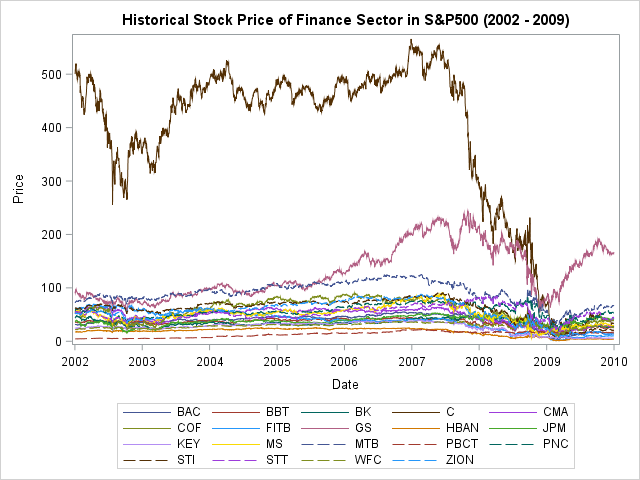 Historical Stock Price of Finance Sector in S&P500 (2002 - 2009)
Price
500
400
300
200
100
0
2002 2003 2004 2005 2006 2007 2008 2009 2010
Date
BAC BBT BK C CMA
COF FITB GS HBAN JPM
KEY MS MTB PBCT PNC
STI STT WFC ZION